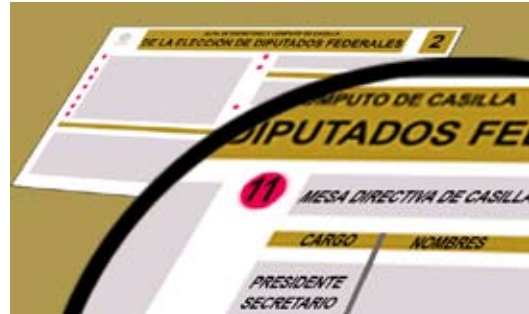 DE LA ELECCIÓN DE DIPUTADOS FEDERALES 2
CÓMPUTO DE CASILLA
DIPUTADOS FE
11 MESA DIRECTIVA DE CASILLA
CARGO NOMBRES
PRESIDENTE
SECRETARIO